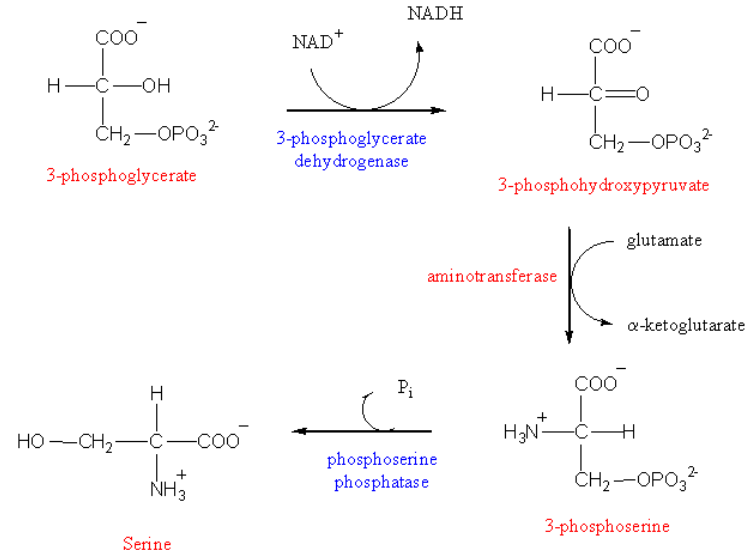 NADH
COO⁻
NAD⁺
COO⁻
H—C—OH
H—C=O
CH₂—OPO₃²⁻
3-phosphoglycerate
dehydrogenase
CH₂—OPO₃²⁻
3-phosphoglycerate
3-phosphohydroxypyruvate
glutamate
aminotransferase
α-ketoglutarate
H
Pᵢ
COO⁻
HO—CH₂—C—COO⁻
H₃N⁺—C—H
phosphoserine
phosphatase
NH₃⁺
CH₂—OPO₃²⁻
3-phosphoserine
Serine